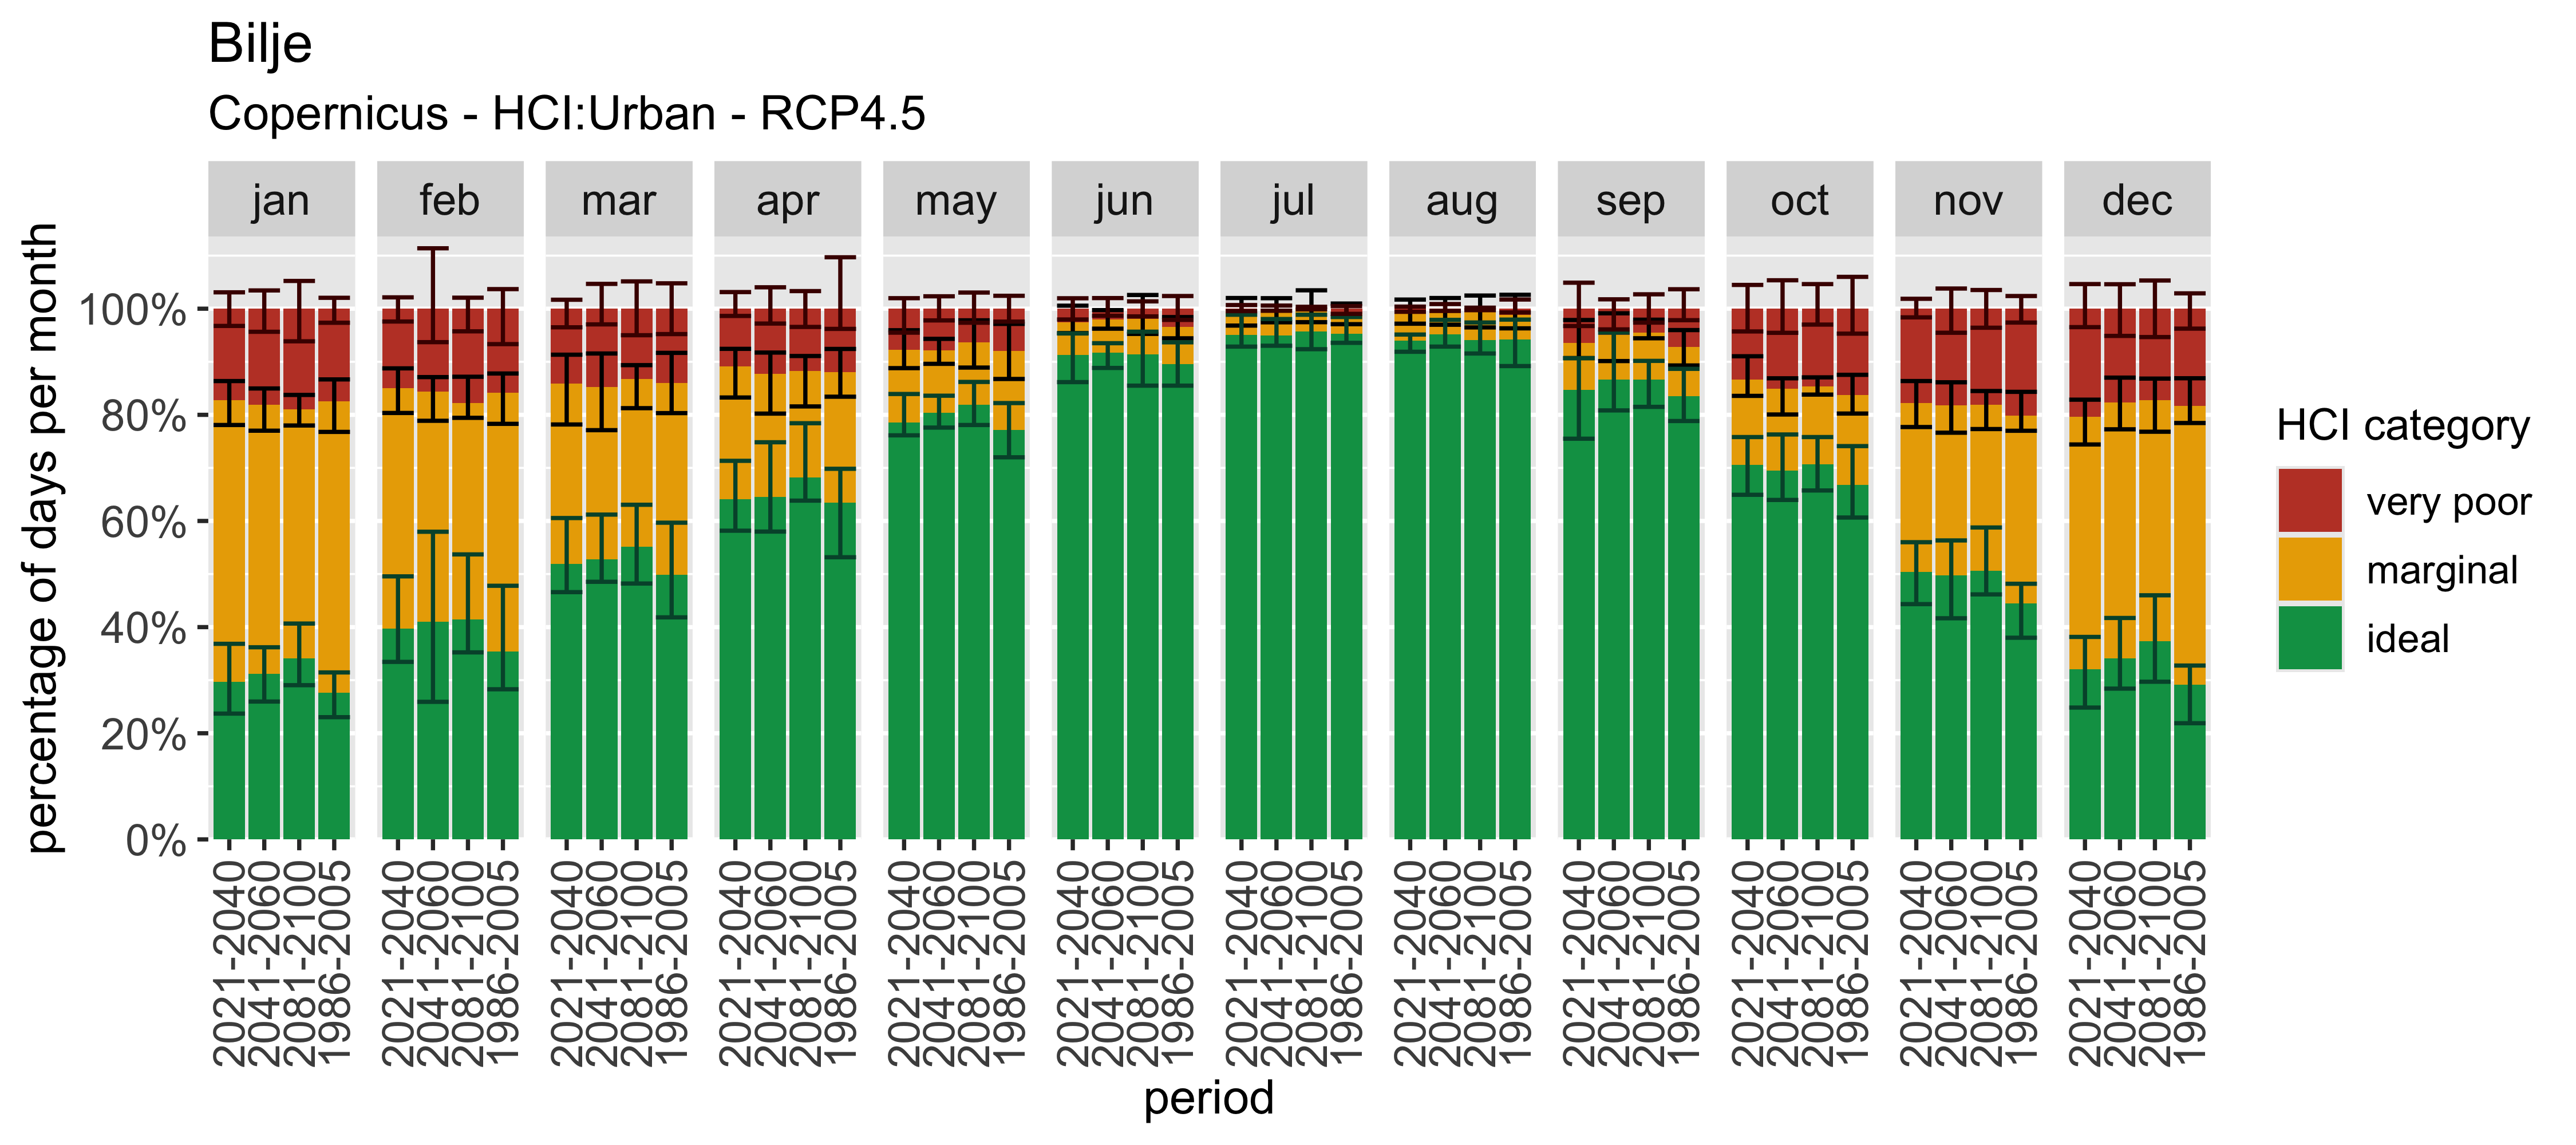 Bilje
Copernicus - HCI:Urban - RCP4.5
jan feb mar apr may jun jul aug sep oct nov dec
percentage of days per month
100%
80%
60%
40%
20%
0%
2021-2040 2041-2060 2081-2100 1986-2005 2021-2040 2041-2060 2081-2100 1986-2005 2021-2040 2041-2060 2081-2100 1986-2005 2021-2040 2041-2060 2081-2100 1986-2005 2021-2040 2041-2060 2081-2100 1986-2005 2021-2040 2041-2060 2081-2100 1986-2005 2021-2040 2041-2060 2081-2100 1986-2005 2021-2040 2041-2060 2081-2100 1986-2005 2021-2040 2041-2060 2081-2100 1986-2005 2021-2040 2041-2060 2081-2100 1986-2005 2021-2040 2041-2060 2081-2100 1986-2005 2021-2040 2041-2060 2081-2100 1986-2005
period
HCI category
very poor
marginal
ideal